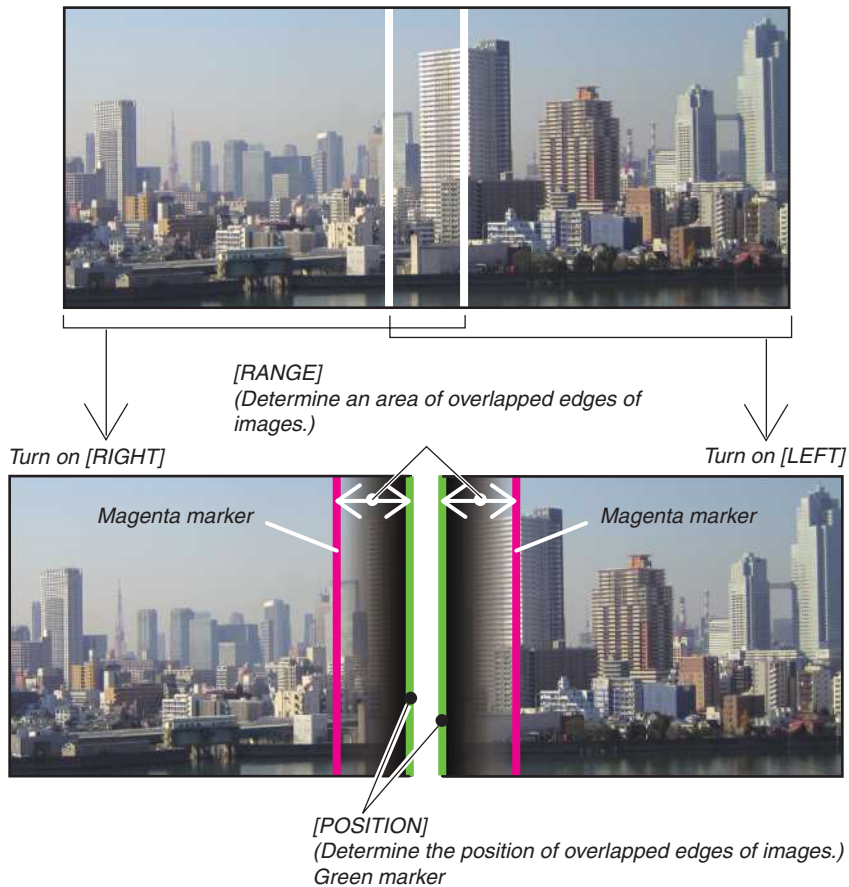 [RANGE]
(Determine an area of overlapped edges of
images.)
Turn on [RIGHT]
Turn on [LEFT]
Magenta marker
Magenta marker
[POSITION]
(Determine the position of overlapped edges of images.)
Green marker